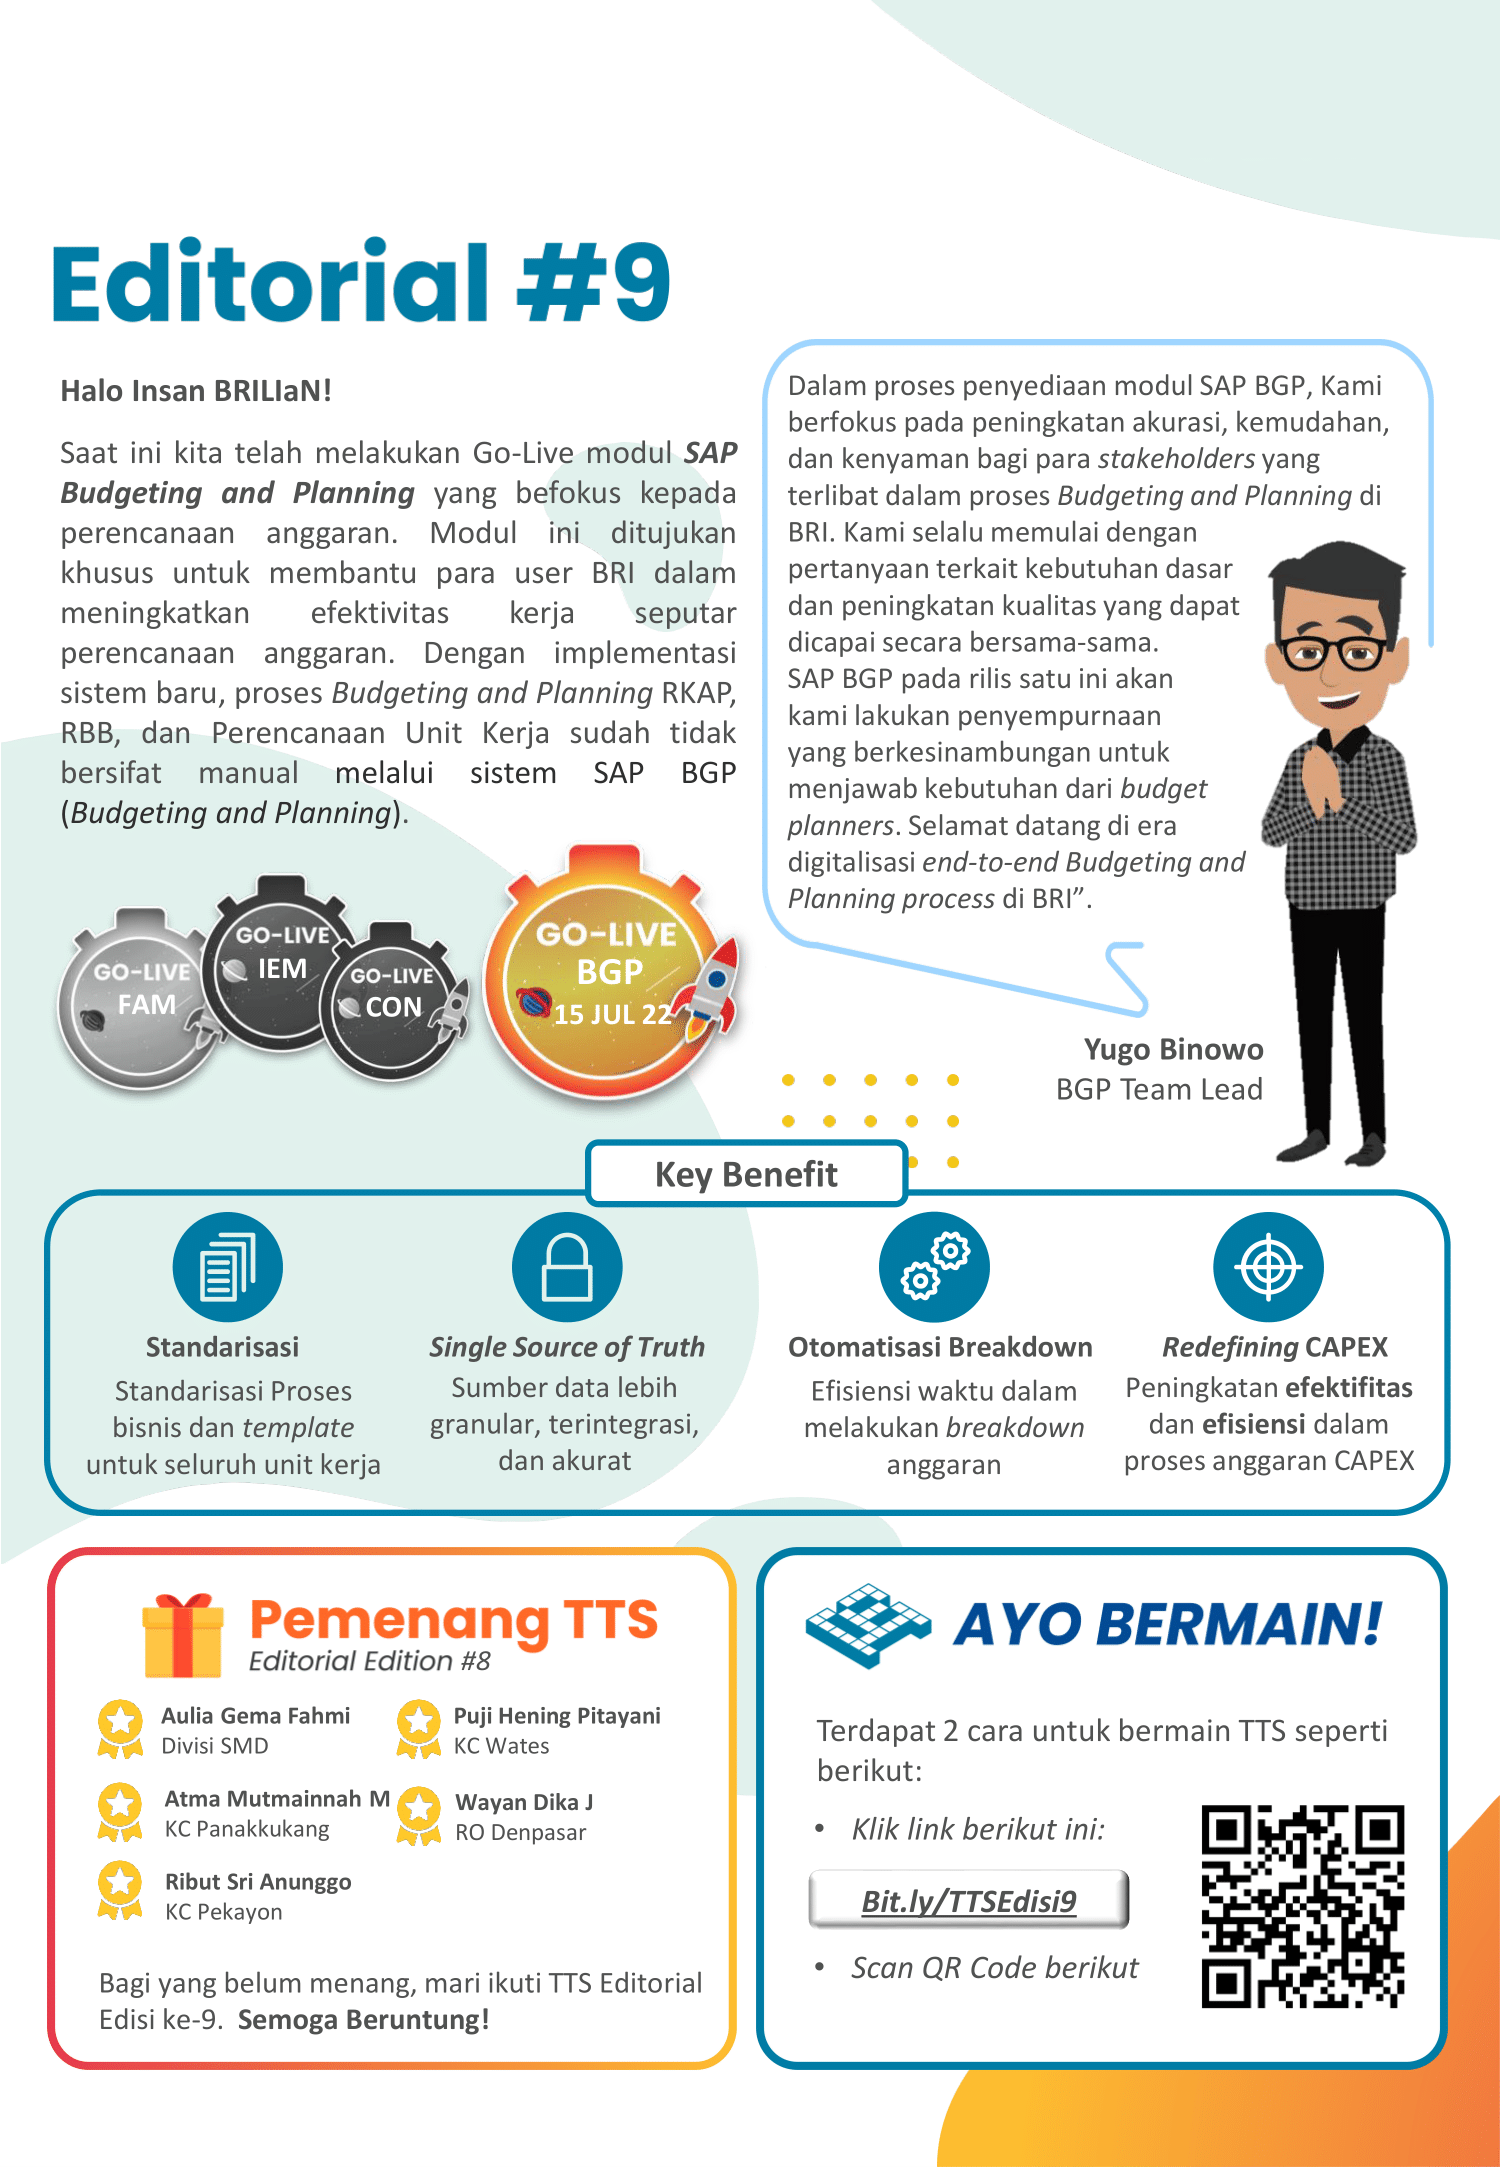 Editorial #9
Halo Insan BRILIaN!
Saat ini kita telah melakukan Go-Live modul SAP
Budgeting and Planning yang befokus kepada
perencanaan anggaran. Modul ini ditujukan
khusus untuk membantu para user BRI dalam
meningkatkan efektivitas kerja seputar
perencanaan anggaran. Dengan implementasi
sistem baru, proses Budgeting and Planning RKAP,
RBB, dan Perencanaan Unit Kerja sudah tidak
bersifat manual melalui sistem SAP BGP
(Budgeting and Planning).
GO-LIVE
FAM
GO-LIVE
IEM
GO-LIVE
CON
GO-LIVE
BGP
15 JUL 22
Dalam proses penyediaan modul SAP BGP, Kami
berfokus pada peningkatan akurasi, kemudahan,
dan kenyaman bagi para stakeholders yang
terlibat dalam proses Budgeting and Planning di
BRI. Kami selalu memulai dengan
pertanyaan terkait kebutuhan dasar
dan peningkatan kualitas yang dapat
dicapai secara bersama-sama.
SAP BGP pada rilis satu ini akan
kami lakukan penyempurnaan
yang berkesinambungan untuk
menjawab kebutuhan dari budget
planners. Selamat datang di era
digitalisasi end-to-end Budgeting and
Planning process di BRI”.
Yugo Binowo
BGP Team Lead
Key Benefit
Standarisasi
Standarisasi Proses
bisnis dan template
untuk seluruh unit kerja
Single Source of Truth
Sumber data lebih
granular, terintegrasi,
dan akurat
Otomatisasi Breakdown
Efisiensi waktu dalam
melakukan breakdown
anggaran
Redefining CAPEX
Peningkatan efektifitas
dan efisiensi dalam
proses anggaran CAPEX
Pemenang TTS
Editorial Edition #8
Aulia Gema Fahmi
Divisi SMD
Puji Hening Pitayani
KC Wates
Atma Mutmainnah M
KC Panakkukang
Wayan Dika J
RO Denpasar
Ribut Sri Anunggo
KC Pekayon
Bagi yang belum menang, mari ikuti TTS Editorial
Edisi ke-9. Semoga Beruntung!
AYO BERMAIN!
Terdapat 2 cara untuk bermain TTS seperti
berikut:
• Klik link berikut ini:
Bit.ly/TTSEdisi9
• Scan QR Code berikut